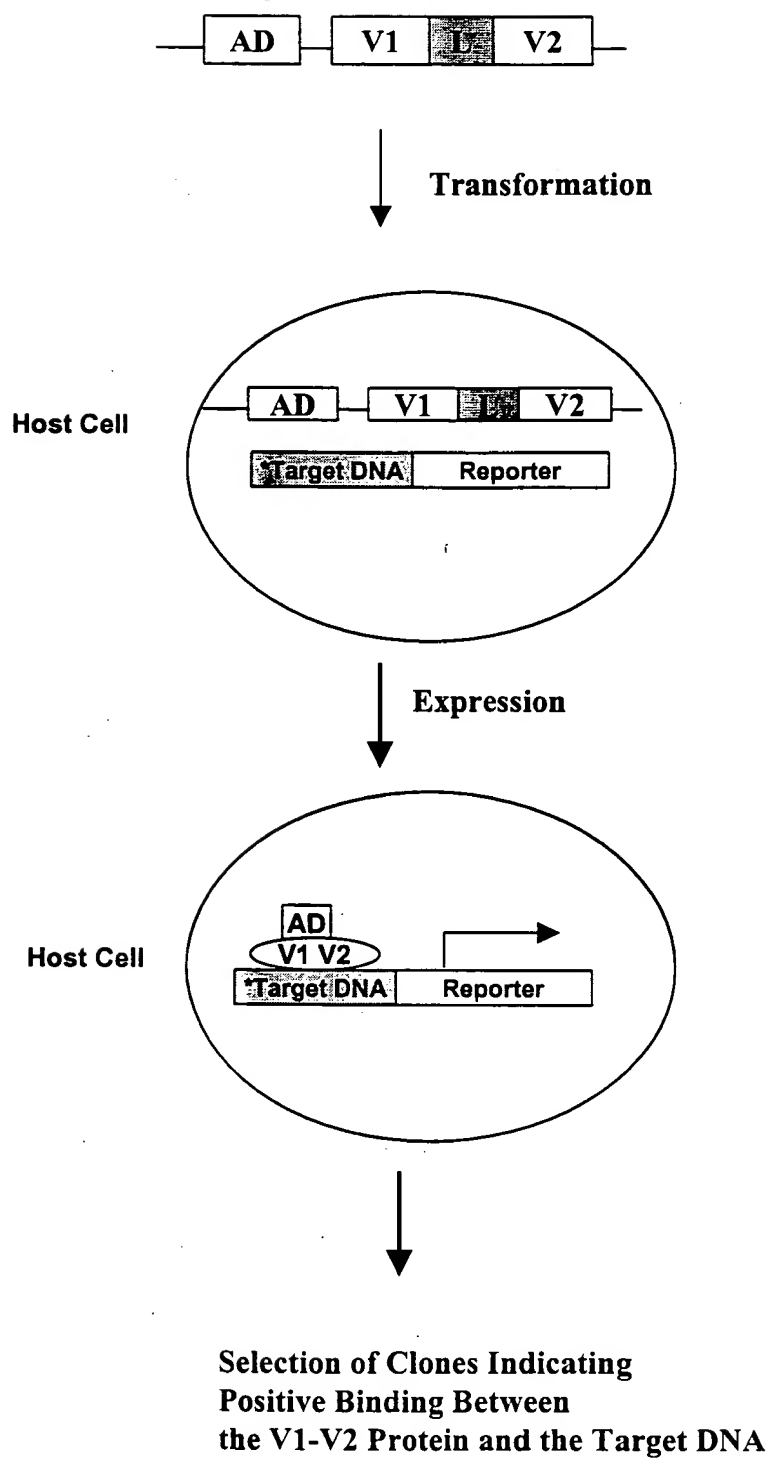 AD V1 L V2
Transformation
Host Cell
AD V1 L V2
*Target DNA Reporter
Expression
Host Cell
AD
V1 V2
*Target DNA Reporter
Selection of Clones Indicating
Positive Binding Between
the V1-V2 Protein and the Target DNA